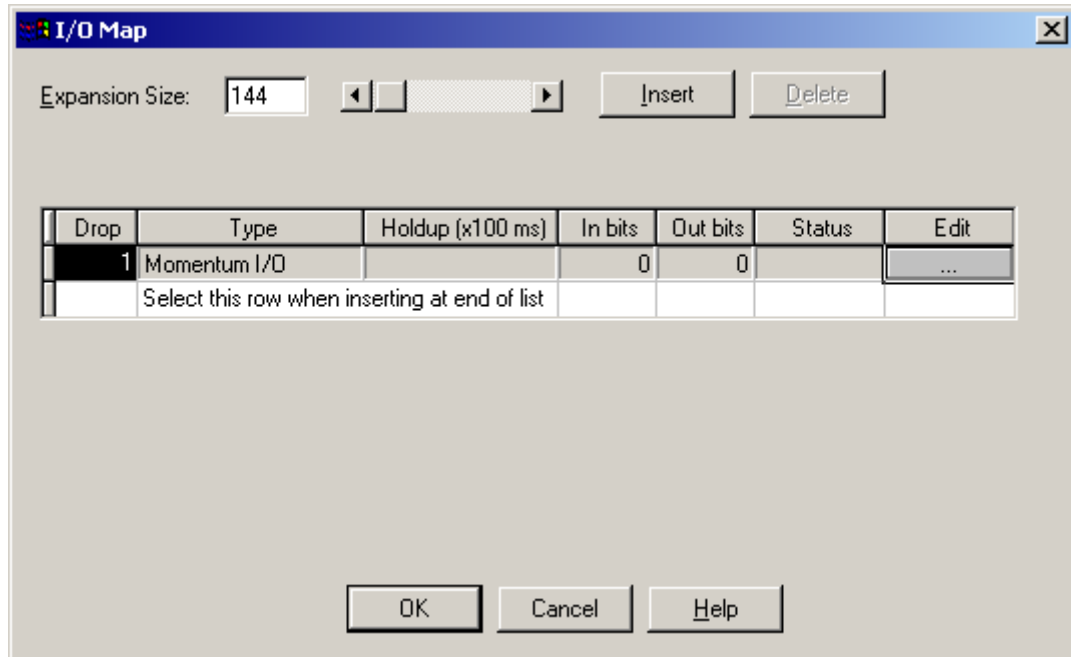 I/O Map
Expansion Size: 144 Insert Delete
Drop Type Holdup (x100 ms) In bits Out bits Status Edit
1 Momentum I/O 0 0 ...
Select this row when inserting at end of list
OK Cancel Help